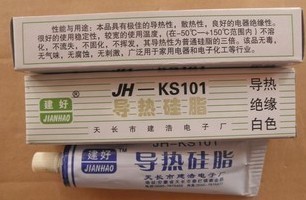 性能与用途:本品具有极佳的导热性,散热性,良好的电器绝缘性。
很好的使用稳定性,较宽的使用温度,(在-50℃—+150℃范围内)不溶
化,不流失,不固化,不挥发,其导热性为普通硅脂的三倍。该品无毒,
无气味,无腐蚀,无刺激,广泛用于家用电器和电子化工等行业。
建好
JIANHAO
JH—KS101
导热硅脂
天长市建浩电子厂
导热
绝缘
白色
建好
JIANHAO
JH-KS101
导热硅脂
天长市建浩电子厂